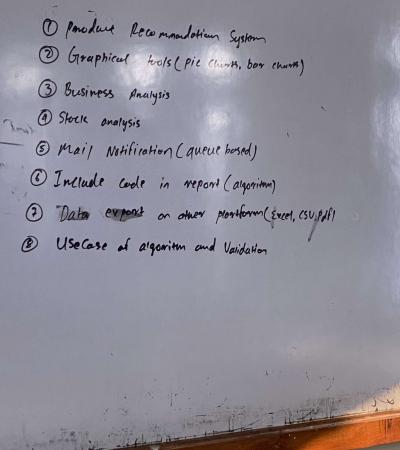 ① Product Recommendation System
② Graphical tools (pie charts, bar charts)
③ Business Analysis
④ Stock analysis
⑤ Mail Notification (queue based)
⑥ Include code in report (algorithm)
⑦ Data export on other plartform (Excel, CSV, pdf)
⑧ Usecase of algorithm and Validation